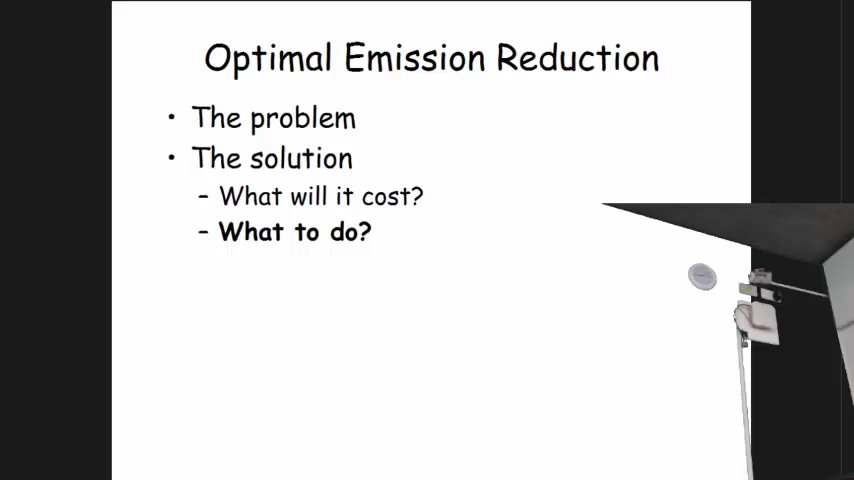 Optimal Emission Reduction
• The problem
• The solution
– What will it cost?
– What to do?